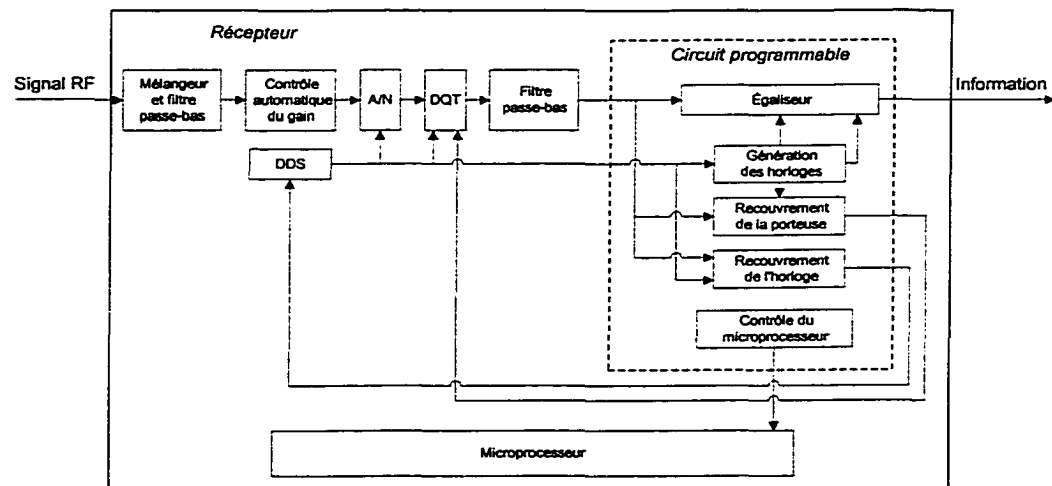 Récepteur
Circuit programmable
Signal RF
Information
Mélangeur
et filtre
passe-bas
Contrôle
automatique
du gain
A/N
DQT
Filtre
passe-bas
Égaliseur
DDS
Génération
des horloges
Recouvrement
de la porteuse
Recouvrement
de l'horloge
Contrôle du
microprocesseur
Microprocesseur